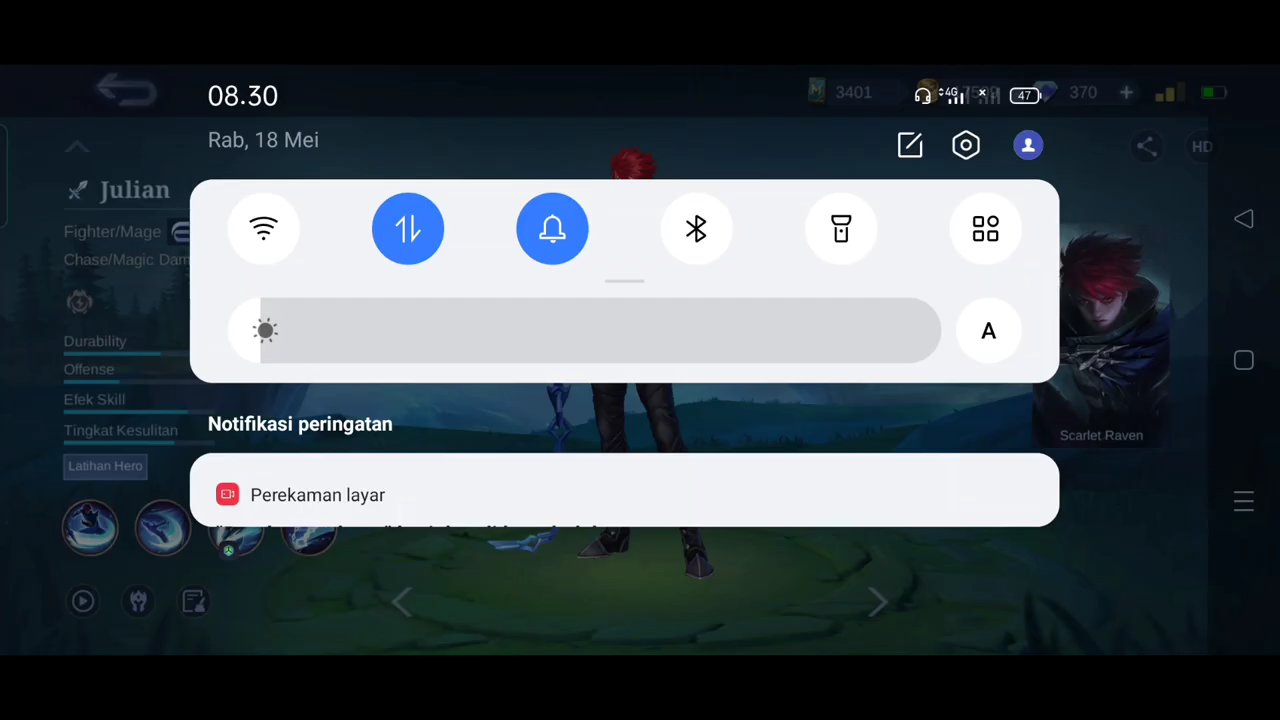 08.30
3401
4G
47
370
Rab, 18 Mei
HD
Julian
Fighter/Mage
Chase/Magic Dam
A
Durability
Offense
Efek Skill
Tingkat Kesulitan
Notifikasi peringatan
Scarlet Raven
Latihan Hero
Perekaman layar